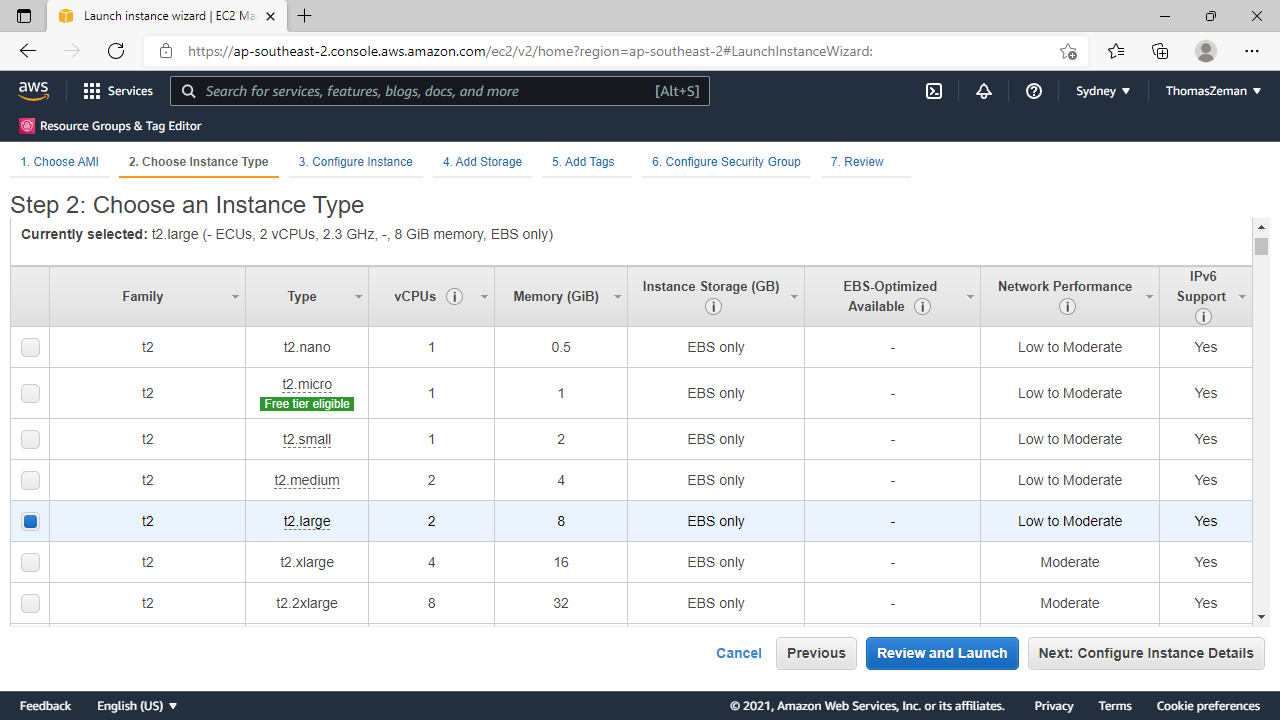 Launch instance wizard | EC2 Ma
https://ap-southeast-2.console.aws.amazon.com/ec2/v2/home?region=ap-southeast-2#LaunchInstanceWizard:
aws Services Search for services, features, blogs, docs, and more [Alt+S] Sydney ThomasZeman
Resource Groups & Tag Editor
1. Choose AMI 2. Choose Instance Type 3. Configure Instance 4. Add Storage 5. Add Tags 6. Configure Security Group 7. Review
Step 2: Choose an Instance Type
Currently selected: t2.large (- ECUs, 2 vCPUs, 2.3 GHz, -, 8 GiB memory, EBS only)
Family Type vCPUs Memory (GiB) Instance Storage (GB) EBS-Optimized Available Network Performance IPv6 Support
t2 t2.nano 1 0.5 EBS only - Low to Moderate Yes
t2 t2.micro Free tier eligible 1 1 EBS only - Low to Moderate Yes
t2 t2.small 1 2 EBS only - Low to Moderate Yes
t2 t2.medium 2 4 EBS only - Low to Moderate Yes
t2 t2.large 2 8 EBS only - Low to Moderate Yes
t2 t2.xlarge 4 16 EBS only - Moderate Yes
t2 t2.2xlarge 8 32 EBS only - Moderate Yes
Cancel Previous Review and Launch Next: Configure Instance Details
Feedback English (US) © 2021, Amazon Web Services, Inc. or its affiliates. Privacy Terms Cookie preferences